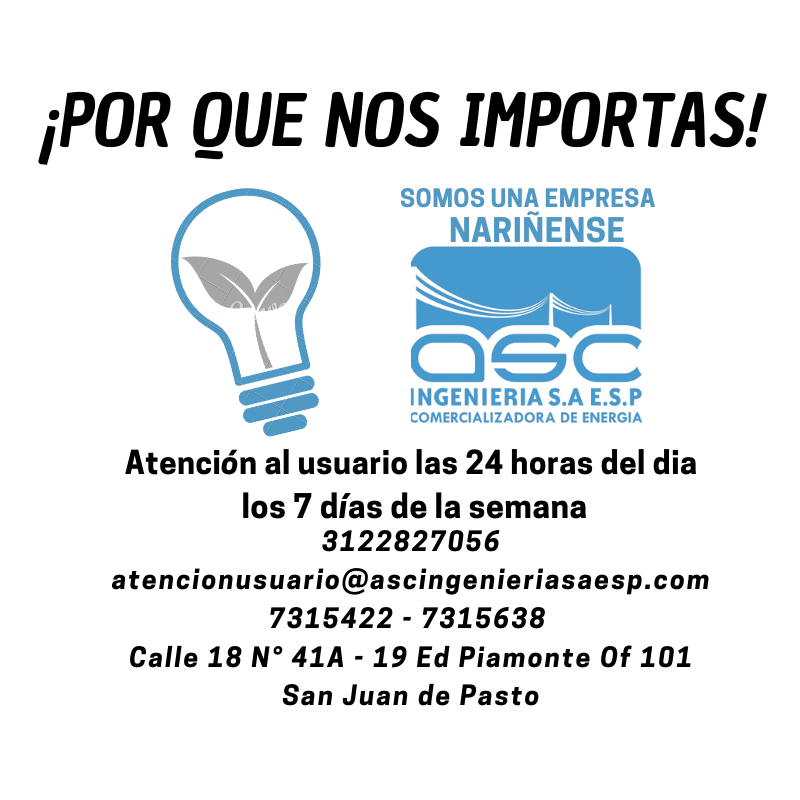 ¡POR QUE NOS IMPORTAS!
SOMOS UNA EMPRESA
NARIÑENSE
asc
INGENIERIA S.A E.S.P
COMERCIALIZADORA DE ENERGIA
Atención al usuario las 24 horas del dia
los 7 días de la semana
3122827056
atencionusuario@ascingenieriasaesp.com
7315422 - 7315638
Calle 18 N° 41A - 19 Ed Piamonte Of 101
San Juan de Pasto